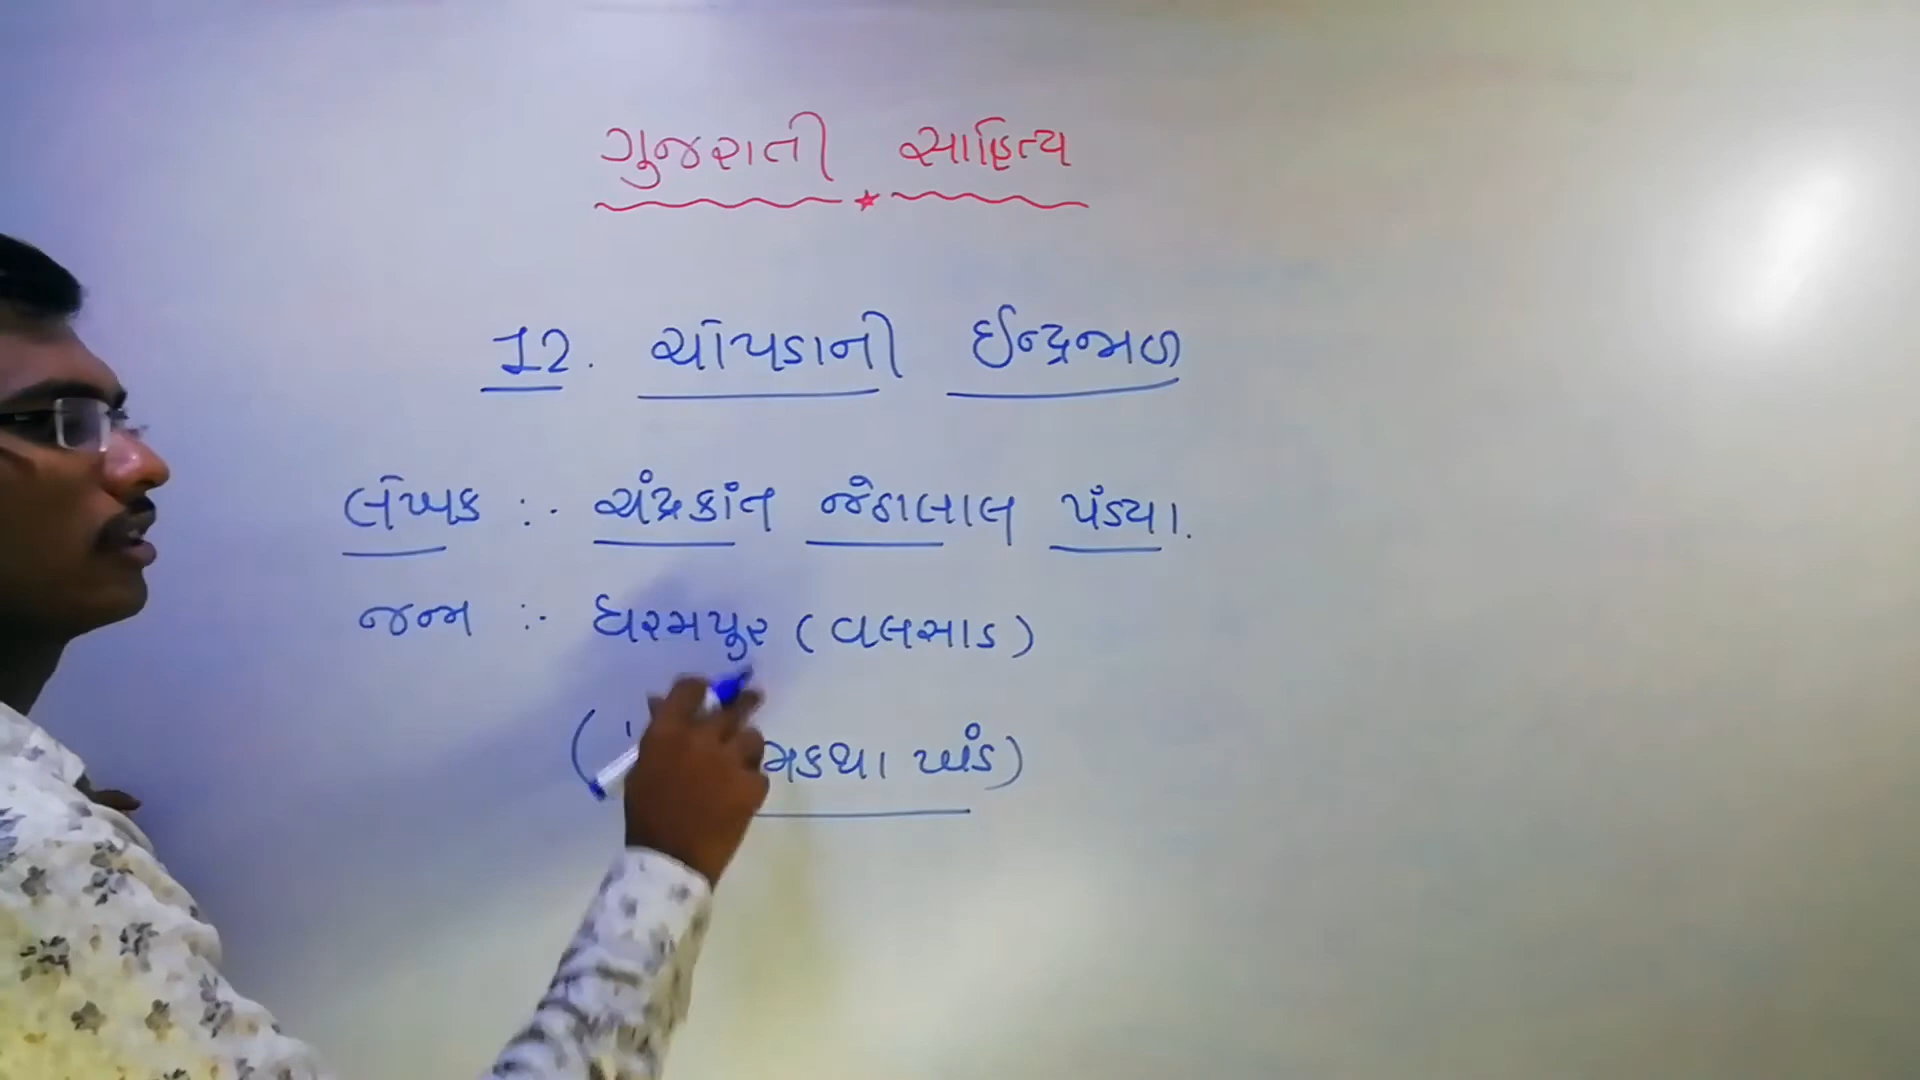 ગુજરાતી સાહિત્ય
12. ચોપડાની ઈન્દ્રજાળ
લેખક :- ચંદ્રકાંત જેઠાલાલ પંડ્યા.
જન્મ :- ધરમપુર (વલસાડ)
ખંડ)